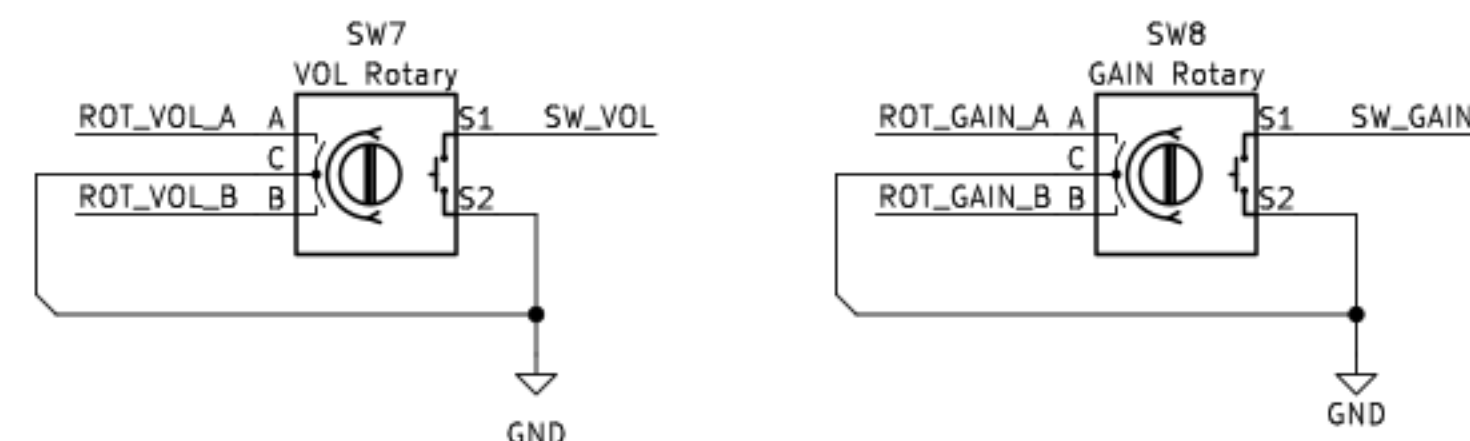 SW7
VOL Rotary
ROT_VOL_A A S1 SW_VOL
C
ROT_VOL_B B S2
GND
SW8
GAIN Rotary
ROT_GAIN_A A S1 SW_GAIN
C
ROT_GAIN_B B S2
GND